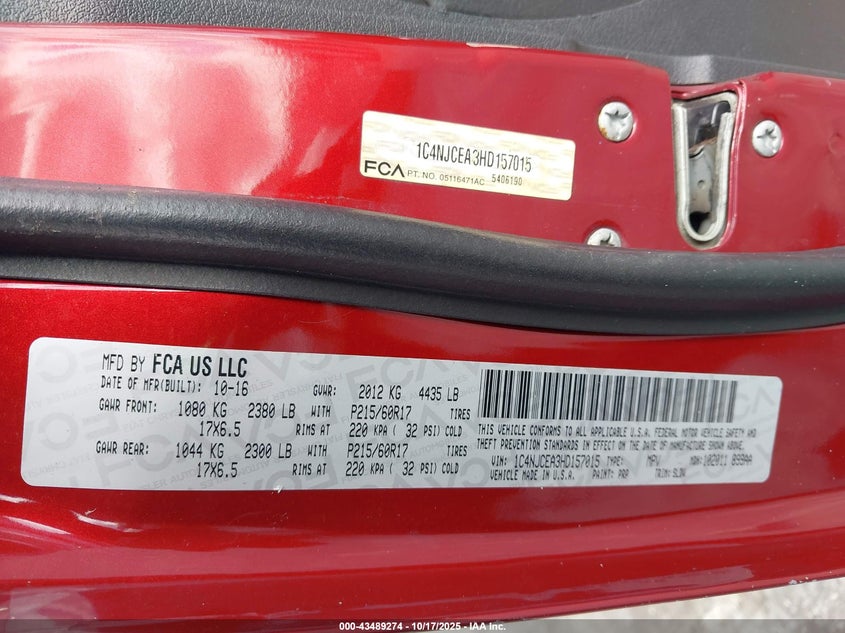 1C4NJCEA3HD157015
FCA PT. NO. 05116471AC 5406190
MFD BY FCA US LLC
DATE OF MFR(BUILT): 10-16 GVWR: 2012 KG 4435 LB
GAWR FRONT: 1080 KG 2380 LB WITH P215/60R17 TIRES
17X6.5 RIMS AT 220 KPA ( 32 PSI) COLD
GAWR REAR: 1044 KG 2300 LB WITH P215/60R17 TIRES
17X6.5 RIMS AT 220 KPA ( 32 PSI) COLD
THIS VEHICLE CONFORMS TO ALL APPLICABLE U.S.A. FEDERAL MOTOR VEHICLE SAFETY AND
THEFT PREVENTION STANDARDS IN EFFECT ON THE DATE OF MANUFACTURE SHOWN ABOVE.
VIN: 1C4NJCEA3HD157015 TYPE: MPV MDH: 102011 899AA
VEHICLE MADE IN U.S.A. PAINT: PRP TRIM:
000-43489274 | 10/17/2025 | IAA Inc.